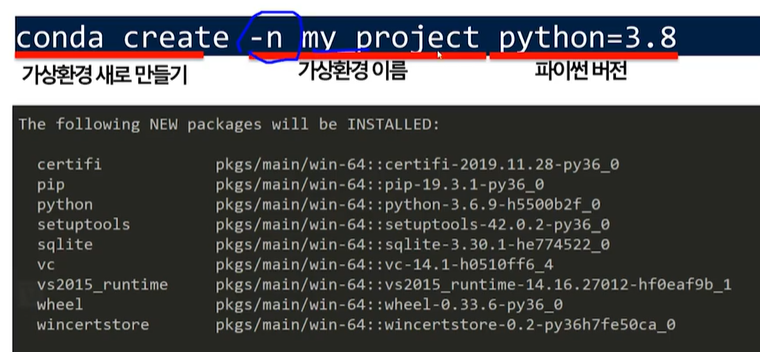 conda create -n my project python=3.8
가상환경 새로 만들기 가상환경 이름 파이썬 버전
The following NEW packages will be INSTALLED:
certifi pkgs/main/win-64::certifi-2019.11.28-py36_0
pip pkgs/main/win-64::pip-19.3.1-py36_0
python pkgs/main/win-64::python-3.6.9-h5500b2f_0
setuptools pkgs/main/win-64::setuptools-42.0.2-py36_0
sqlite pkgs/main/win-64::sqlite-3.30.1-he774522_0
vc pkgs/main/win-64::vc-14.1-h0510ff6_4
vs2015_runtime pkgs/main/win-64::vs2015_runtime-14.16.27012-hf0eaf9b_1
wheel pkgs/main/win-64::wheel-0.33.6-py36_0
wincertstore pkgs/main/win-64::wincertstore-0.2-py36h7fe50ca_0